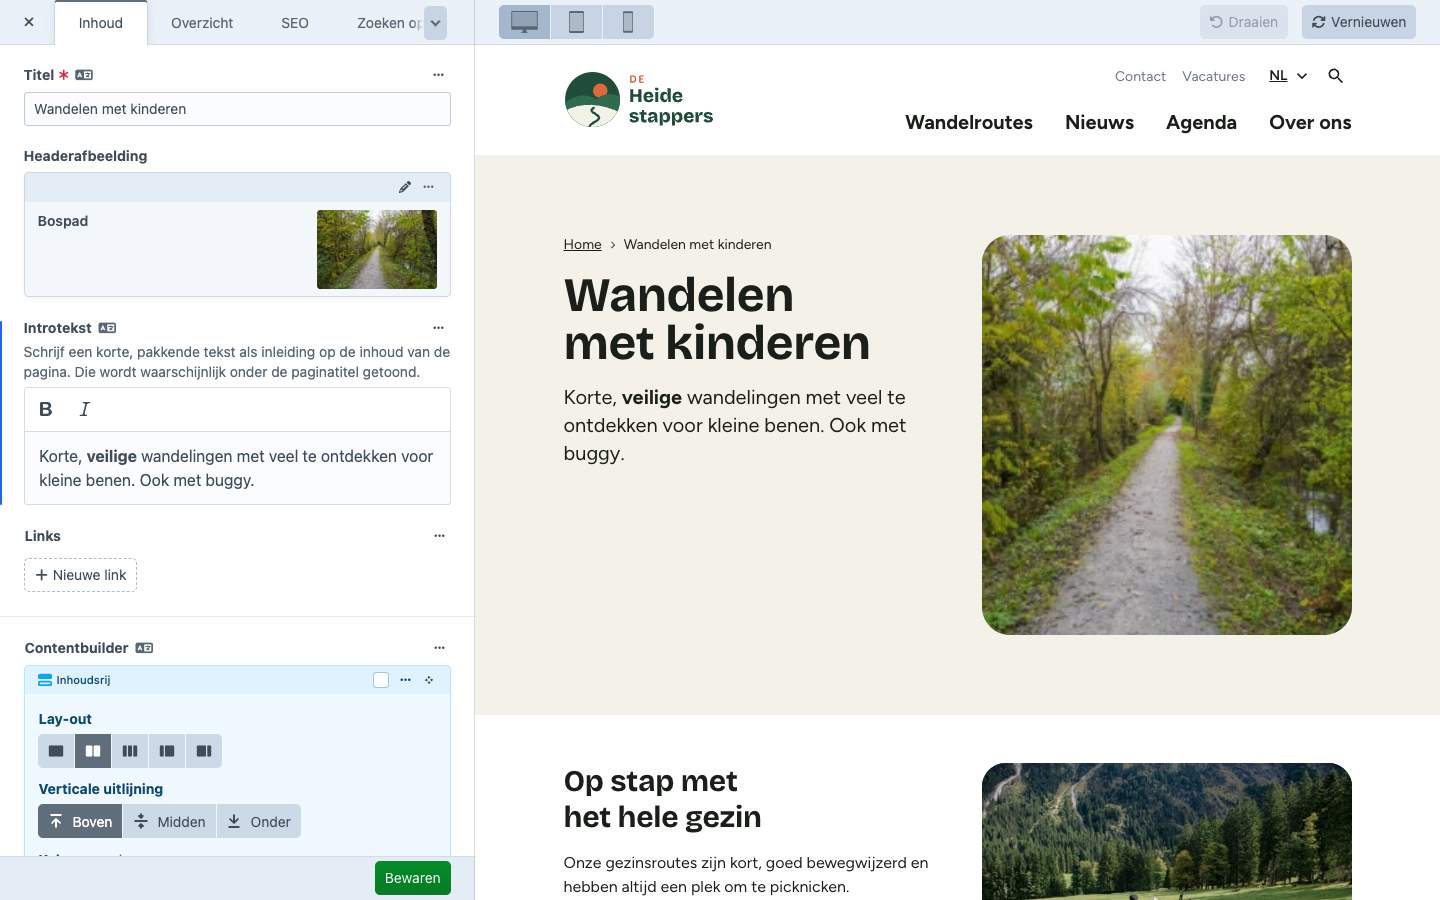 Inhoud
Overzicht
SEO
Zoeken op
Draaien
Vernieuwen
Titel *
Wandelen met kinderen
Headerafbeelding
Bospad
Introtekst
Schrijf een korte, pakkende tekst als inleiding op de inhoud van de
pagina. Die wordt waarschijnlijk onder de paginatitel getoond.
B I
Korte, veilige wandelingen met veel te ontdekken voor
kleine benen. Ook met buggy.
Links
Nieuwe link
Contentbuilder
Inhoudsrij
Lay-out
Verticale uitlijning
Boven
Midden
Onder
Bewaren
DE
Heide
stappers
Contact
Vacatures
NL
Wandelroutes
Nieuws
Agenda
Over ons
Home
Wandelen met kinderen
Wandelen
met kinderen
Korte, veilige wandelingen met veel te
ontdekken voor kleine benen. Ook met
buggy.
Op stap met
het hele gezin
Onze gezinsroutes zijn kort, goed bewegwijzerd en
hebben altijd een plek om te picknicken.